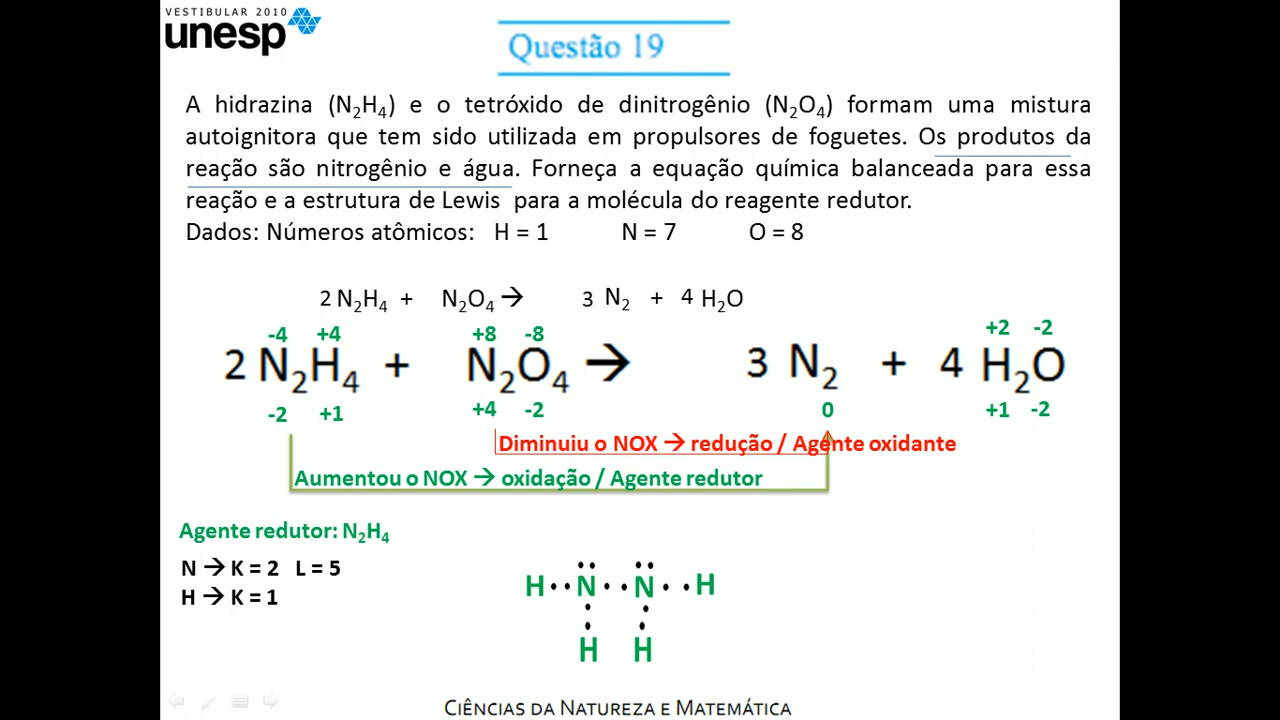 VESTIBULAR 2010
unesp
Questão 19
A hidrazina (N₂H₄) e o tetróxido de dinitrogênio (N₂O₄) formam uma mistura
autoignitora que tem sido utilizada em propulsores de foguetes. Os produtos da
reação são nitrogênio e água. Forneça a equação química balanceada para essa
reação e a estrutura de Lewis para a molécula do reagente redutor.
Dados: Números atômicos: H = 1 N = 7 O = 8
2 N₂H₄ + N₂O₄ → 3 N₂ + 4 H₂O
-4 +4 +8 -8 +2 -2
2 N₂H₄ + N₂O₄ → 3 N₂ + 4 H₂O
-2 +1 +4 -2 0 +1 -2
Diminuiu o NOX → redução / Agente oxidante
Aumentou o NOX → oxidação / Agente redutor
Agente redutor: N₂H₄
N → K = 2 L = 5
H → K = 1
H N N H
H H
CIÊNCIAS DA NATUREZA E MATEMÁTICA